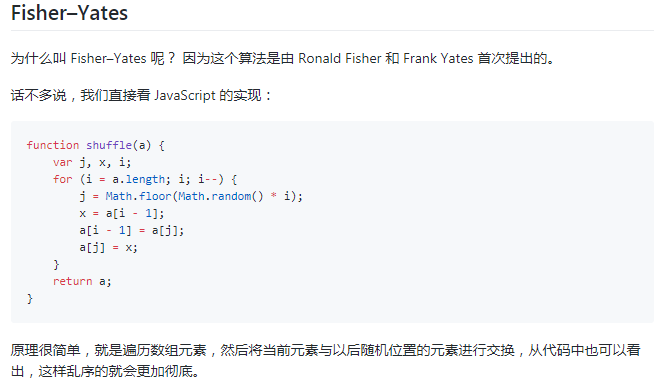 Fisher–Yates
为什么叫 Fisher–Yates 呢？ 因为这个算法是由 Ronald Fisher 和 Frank Yates 首次提出的。
话不多说，我们直接看 JavaScript 的实现：
function shuffle(a) {
    var j, x, i;
    for (i = a.length; i; i--) {
        j = Math.floor(Math.random() * i);
        x = a[i - 1];
        a[i - 1] = a[j];
        a[j] = x;
    }
    return a;
}
原理很简单，就是遍历数组元素，然后将当前元素与以后随机位置的元素进行交换，从代码中也可以看
出，这样乱序的就会更加彻底。